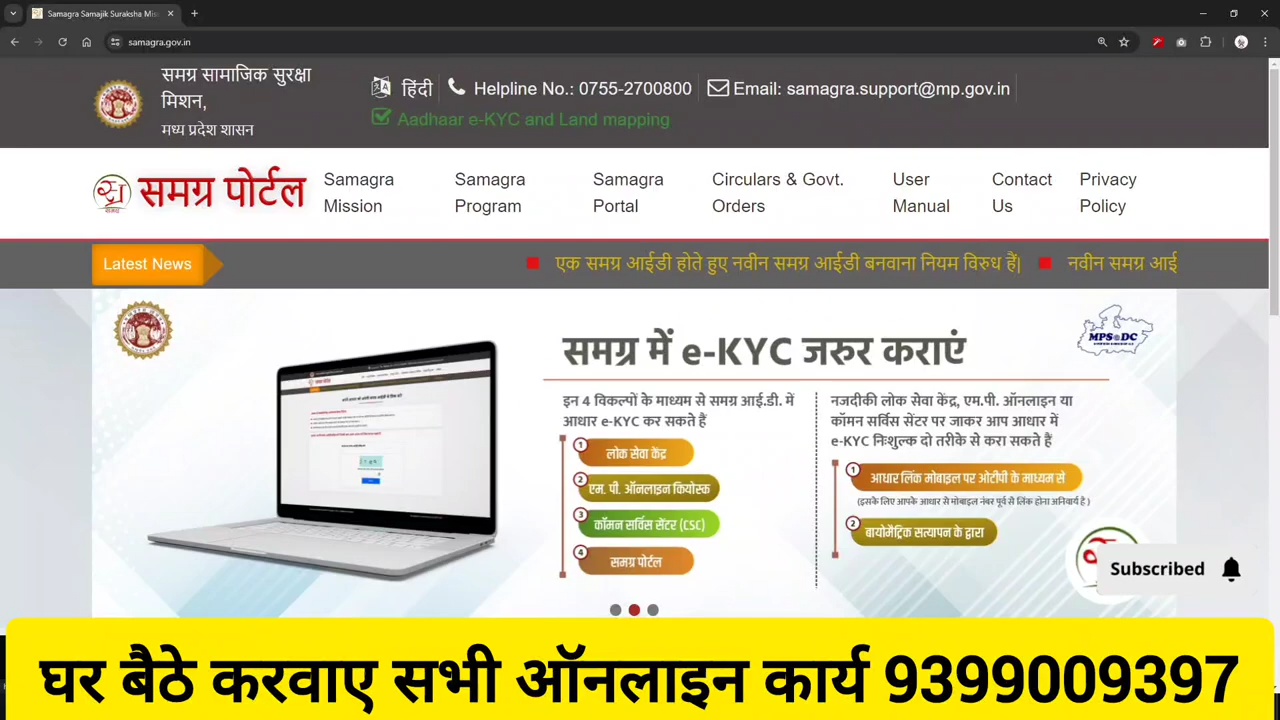 Samagra Samajik Suraksha Mis
samagra.gov.in
समग्र सामाजिक सुरक्षा
मिशन,
मध्य प्रदेश शासन
हिंदी
Helpline No.: 0755-2700800
Email: samagra.support@mp.gov.in
Aadhaar e-KYC and Land mapping
समग्र पोर्टल
Samagra Mission
Samagra Program
Samagra Portal
Circulars & Govt. Orders
User Manual
Contact Us
Privacy Policy
Latest News
एक समग्र आईडी होते हुए नवीन समग्र आईडी बनवाना नियम विरुध हैं|
नवीन समग्र आई
समग्र में e-KYC जरुर कराएं
MPSeDC
इन 4 विकल्पों के माध्यम से समग्र आई.डी. में
आधार e-KYC कर सकते हैं
1 लोक सेवा केंद्र
2 एम. पी. ऑनलाइन कियोस्क
3 कॉमन सर्विस सेंटर (CSC)
4 समग्र पोर्टल
नजदीकी लोक सेवा केंद्र, एम.पी. ऑनलाइन या
कॉमन सर्विस सेंटर पर जाकर आप आधार में
e-KYC निःशुल्क दो तरीके से करा सकते हैं
1 आधार लिंक मोबाइल पर ओटीपी के माध्यम से
(इसके लिए आपके आधार से मोबाइल नंबर पूर्व से लिंक होना अनिवार्य है )
2 बायोमैट्रिक सत्यापन के द्वारा
Subscribed
घर बैठे करवाए सभी ऑनलाइन कार्य 9399009397